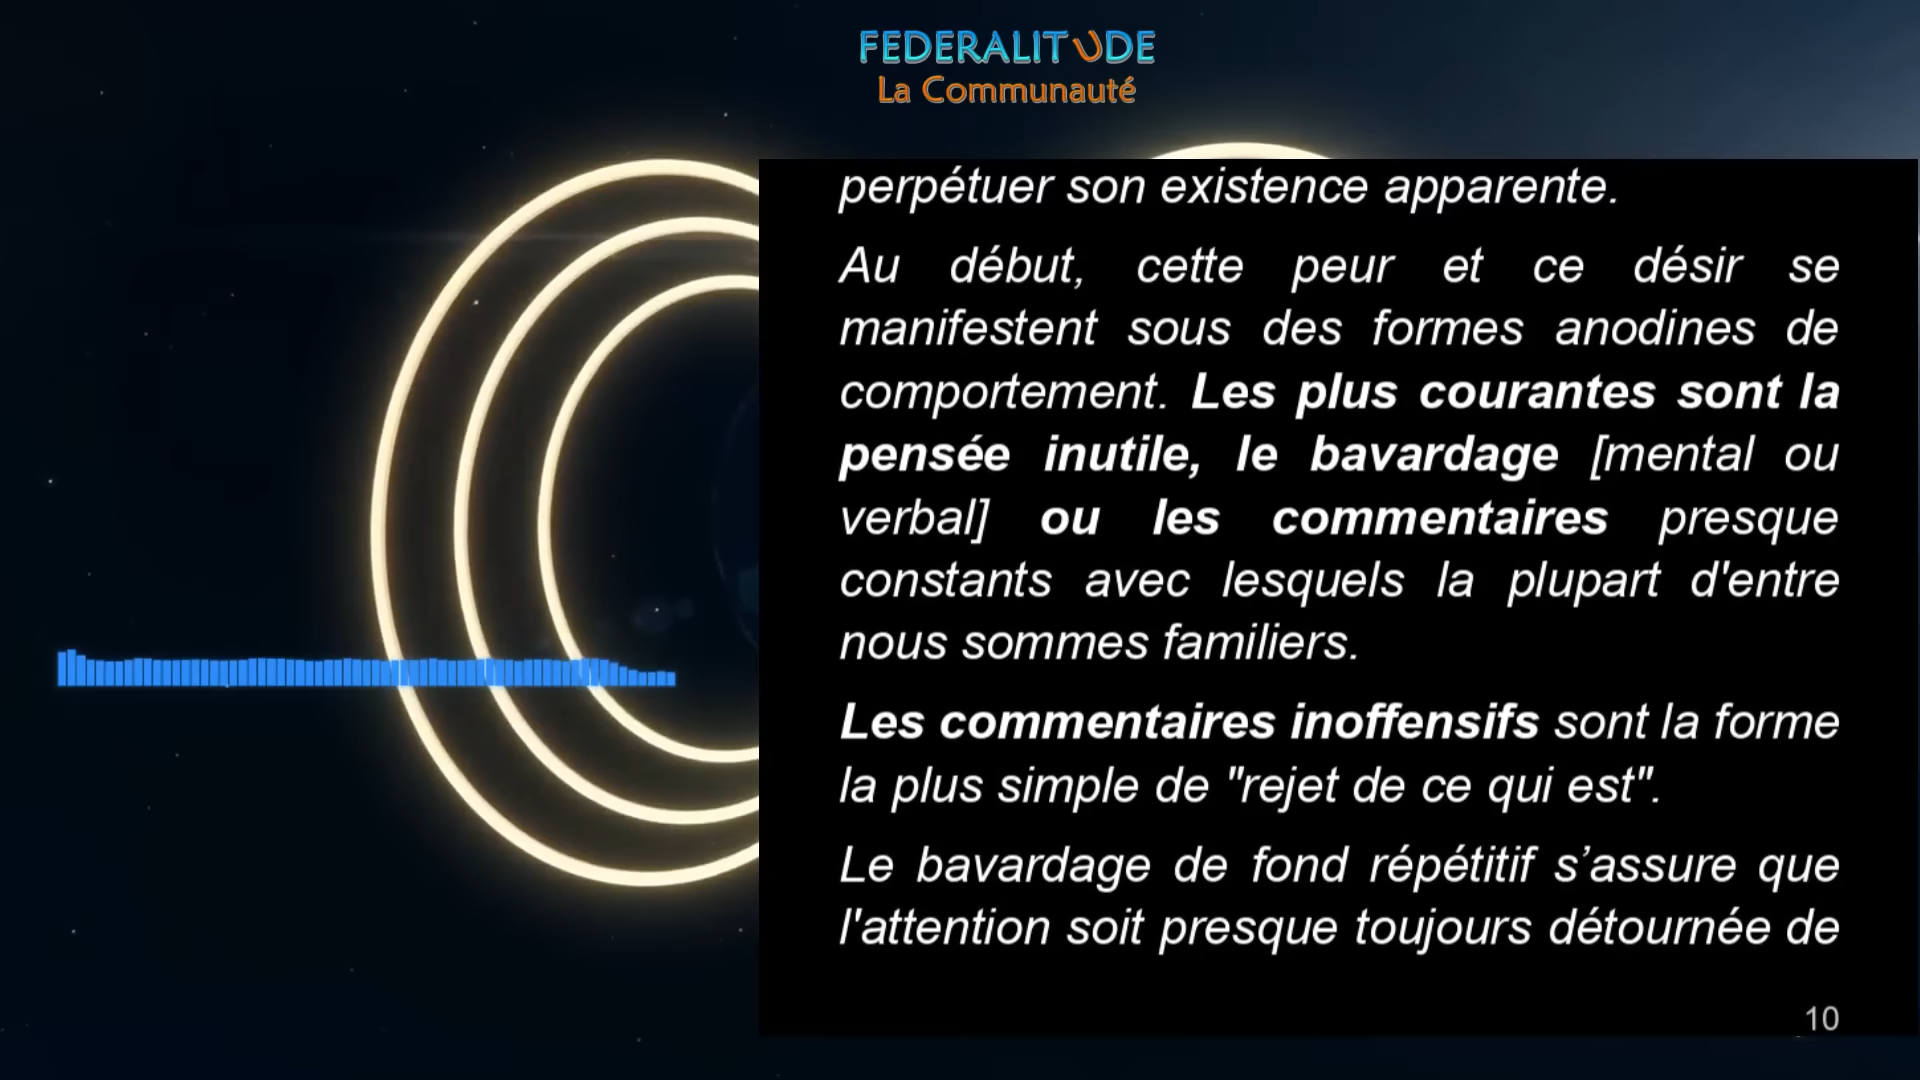 FEDERALITUDE
La Communauté
perpétuer son existence apparente.
Au début, cette peur et ce désir se
manifestent sous des formes anodines de
comportement. Les plus courantes sont la
pensée inutile, le bavardage [mental ou
verbal] ou les commentaires presque
constants avec lesquels la plupart d'entre
nous sommes familiers.
Les commentaires inoffensifs sont la forme
la plus simple de "rejet de ce qui est".
Le bavardage de fond répétitif s’assure que
l'attention soit presque toujours détournée de
10